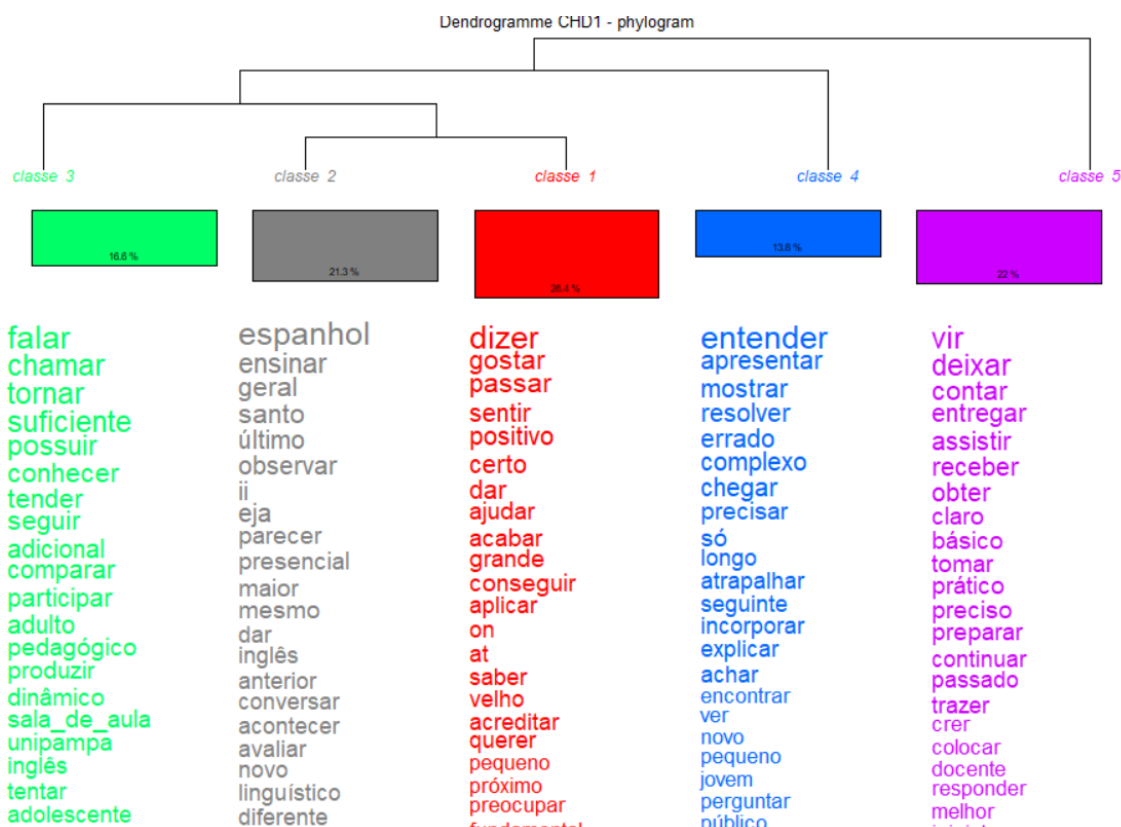 Dendrogramme CHD1 - phylogram
classe 3
classe 2
classe 1
classe 4
classe 5
16.6 %
21.3 %
26.4 %
13.8 %
22 %
falar
chamar
tornar
suficiente
possuir
conhecer
tender
seguir
adicional
comparar
participar
adulto
pedagógico
produzir
dinâmico
sala_de_aula
unipampa
inglês
tentar
adolescente
espanhol
ensinar
geral
santo
último
observar
ii
eja
parecer
presencial
maior
mesmo
dar
inglês
anterior
conversar
acontecer
avaliar
novo
linguístico
diferente
dizer
gostar
passar
sentir
positivo
certo
dar
ajudar
acabar
grande
conseguir
aplicar
on
at
saber
velho
acreditar
querer
pequeno
próximo
preocupar
fundamental
entender
apresentar
mostrar
resolver
errado
complexo
chegar
precisar
só
longo
atrapalhar
seguinte
incorporar
explicar
achar
encontrar
ver
novo
pequeno
jovem
perguntar
público
vir
deixar
contar
entregar
assistir
receber
obter
claro
básico
tomar
prático
preciso
preparar
continuar
passado
trazer
crer
colocar
docente
responder
melhor